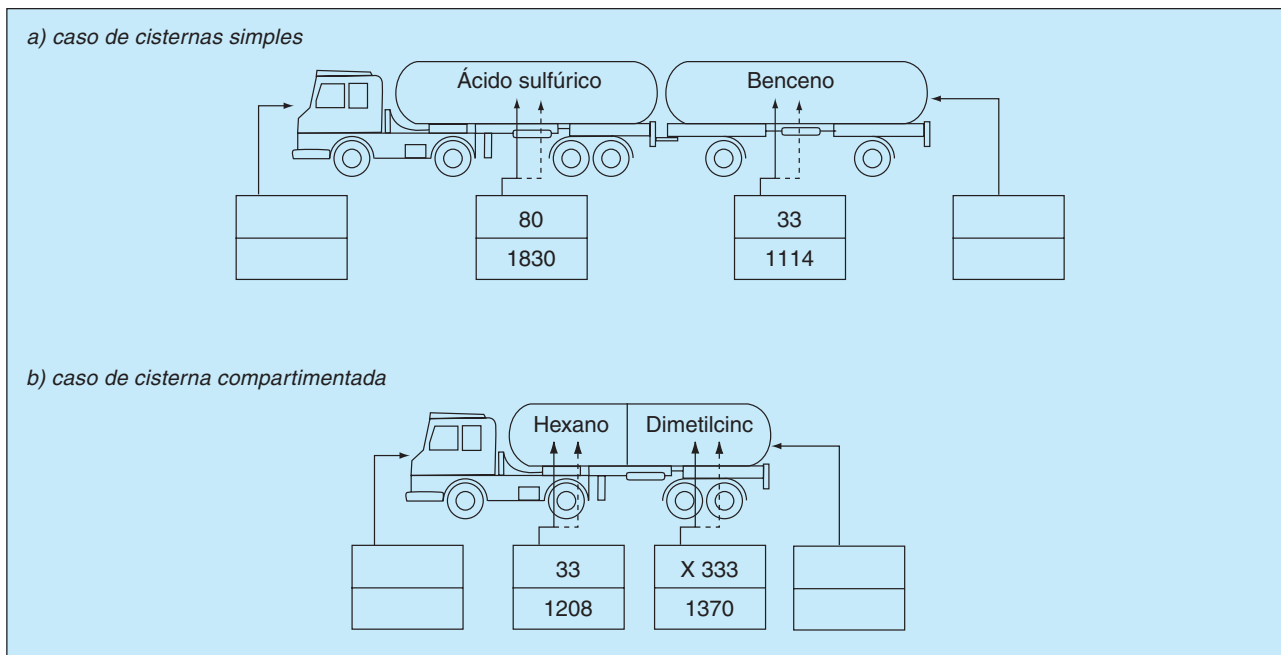 a) caso de cisternas simples
Ácido sulfúrico
Benceno
80
1830
33
1114
b) caso de cisterna compartimentada
Hexano
Dimetilcinc
33
1208
X 333
1370